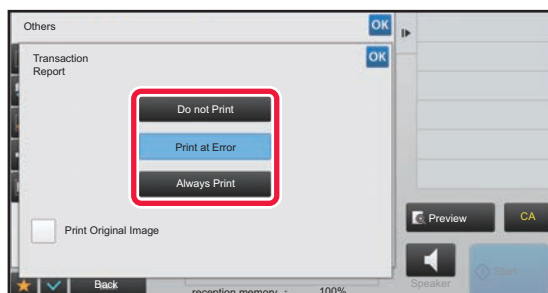 Others
OK
Transaction
Report
OK
Do not Print
Print at Error
Always Print
Print Original Image
Preview
CA
Back
reception memory : 100%
Speaker
Start